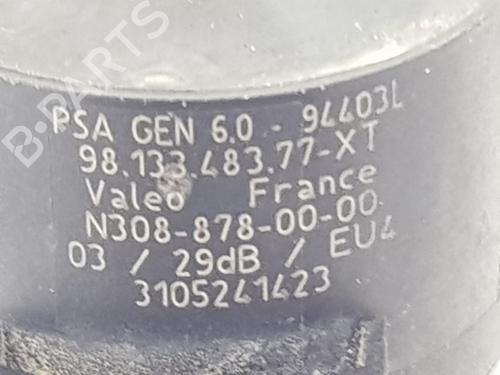 B-PARTS
PSA GEN 6.0 - 94403L
98.133.483.77-XT
Valeo France
N308-878-00-00
03 / 29dB / EU4
3105241423